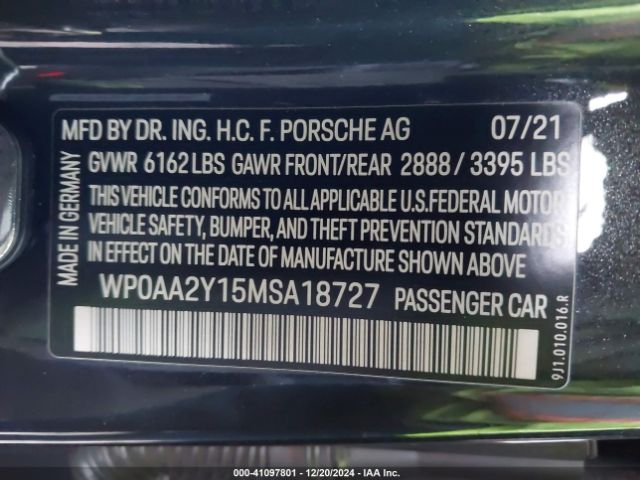 MFD BY DR. ING. H.C. F. PORSCHE AG 07/21
GVWR 6162 LBS GAWR FRONT/REAR 2888 / 3395 LBS
THIS VEHICLE CONFORMS TO ALL APPLICABLE U.S.FEDERAL MOTOR
VEHICLE SAFETY, BUMPER, AND THEFT PREVENTION STANDARDS
IN EFFECT ON THE DATE OF MANUFACTURE SHOWN ABOVE
WP0AA2Y15MSA18727 PASSENGER CAR
MADE IN GERMANY
9J1.010.016.R
000-41097801 - 12/20/2024 - IAA Inc.